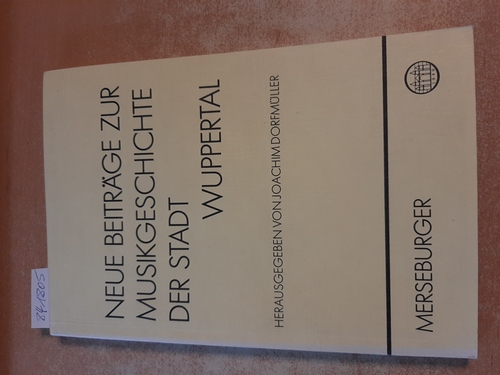 NEUE BEITRÄGE ZUR
MUSIKGESCHICHTE
DER STADT
WUPPERTAL
HERAUSGEGEBEN VON JOACHIM DORFMÜLLER
MERSEBURGER